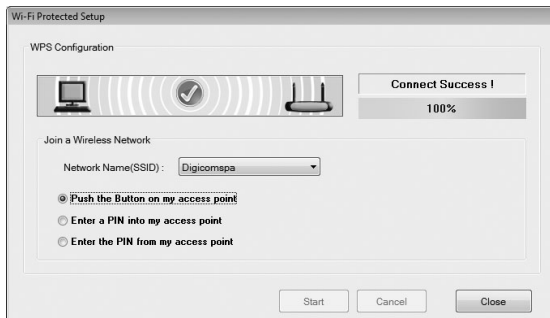 Wi-Fi Protected Setup
WPS Configuration
Connect Success !
100%
Join a Wireless Network
Network Name(SSID) : Digicomspa
Push the Button on my access point
Enter a PIN into my access point
Enter the PIN from my access point
Start Cancel Close